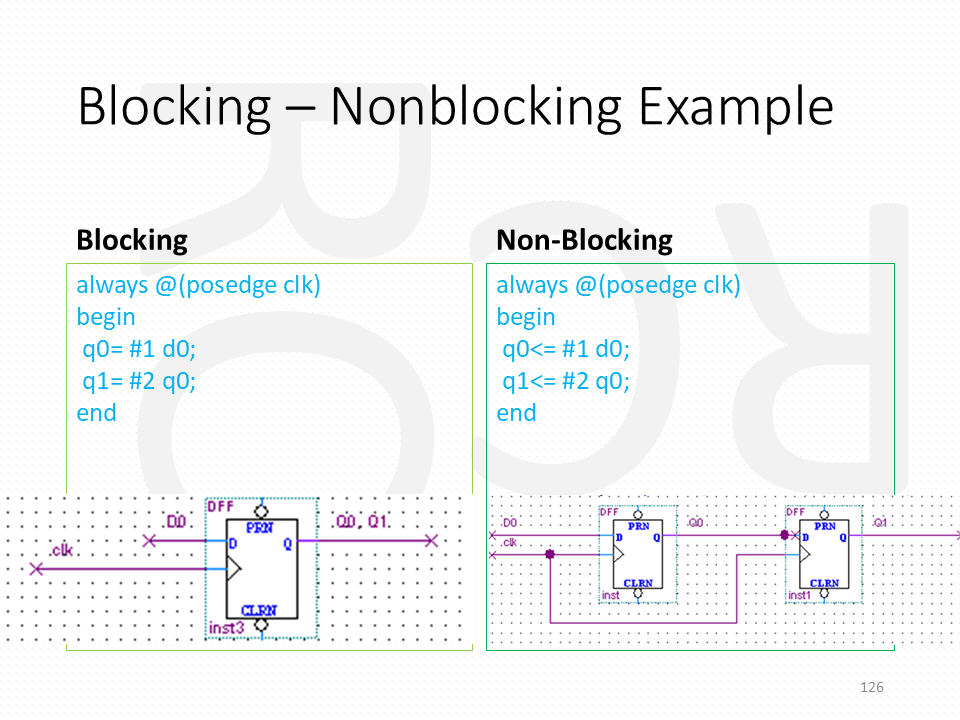 Blocking – Nonblocking Example
Blocking
always @(posedge clk)
begin
q0= #1 d0;
q1= #2 q0;
end
DFF
D0
PRN
Q0, Q1
D
Q
clk
CLRN
inst3
Non-Blocking
always @(posedge clk)
begin
q0<= #1 d0;
q1<= #2 q0;
end
DFF
DFF
D0
PRN
Q0
PRN
Q1
D
Q
D
Q
clk
CLRN
CLRN
inst
inst1
126
RC
RC